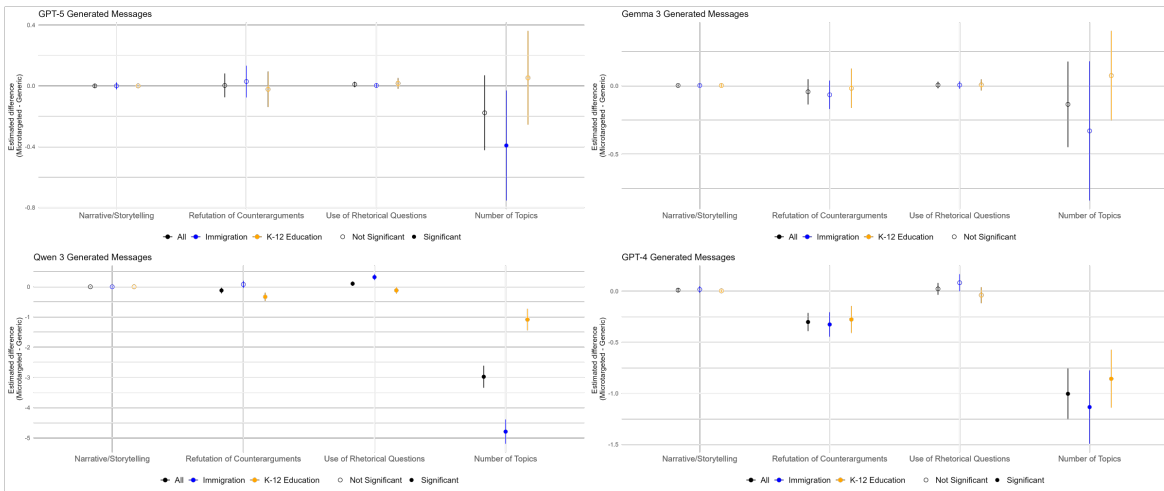 GPT-5 Generated Messages
Estimated difference
(Microtargeted - Generic)
0.4
0.0
-0.4
-0.8
Narrative/Storytelling
Refutation of Counterarguments
Use of Rhetorical Questions
Number of Topics
All
Immigration
K-12 Education
Not Significant
Significant
Gemma 3 Generated Messages
Estimated difference
(Microtargeted - Generic)
0.0
-0.5
Narrative/Storytelling
Refutation of Counterarguments
Use of Rhetorical Questions
Number of Topics
All
Immigration
K-12 Education
Not Significant
Qwen 3 Generated Messages
Estimated difference
(Microtargeted - Generic)
0
-1
-2
-3
-4
-5
Narrative/Storytelling
Refutation of Counterarguments
Use of Rhetorical Questions
Number of Topics
All
Immigration
K-12 Education
Not Significant
Significant
GPT-4 Generated Messages
Estimated difference
(Microtargeted - Generic)
0.0
-0.5
-1.0
-1.5
Narrative/Storytelling
Refutation of Counterarguments
Use of Rhetorical Questions
Number of Topics
All
Immigration
K-12 Education
Not Significant
Significant